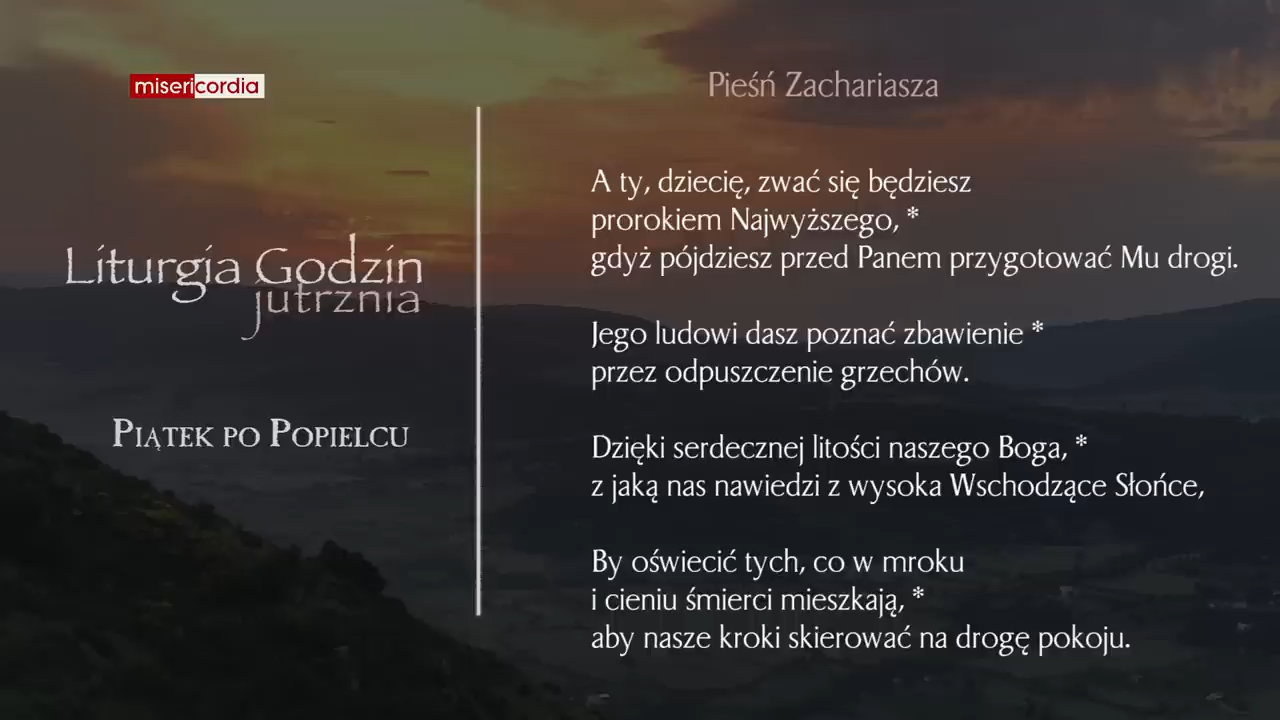 misericordia
Liturgia Godzin
jutrznia
Piątek po Popielcu
Pieśń Zachariasza
A ty, dziecię, zwać się będziesz
prorokiem Najwyższego, *
gdyż pójdziesz przed Panem przygotować Mu drogi.
Jego ludowi dasz poznać zbawienie *
przez odpuszczenie grzechów.
Dzięki serdecznej litości naszego Boga, *
z jaką nas nawiedzi z wysoka Wschodzące Słońce,
By oświecić tych, co w mroku
i cieniu śmierci mieszkają, *
aby nasze kroki skierować na drogę pokoju.